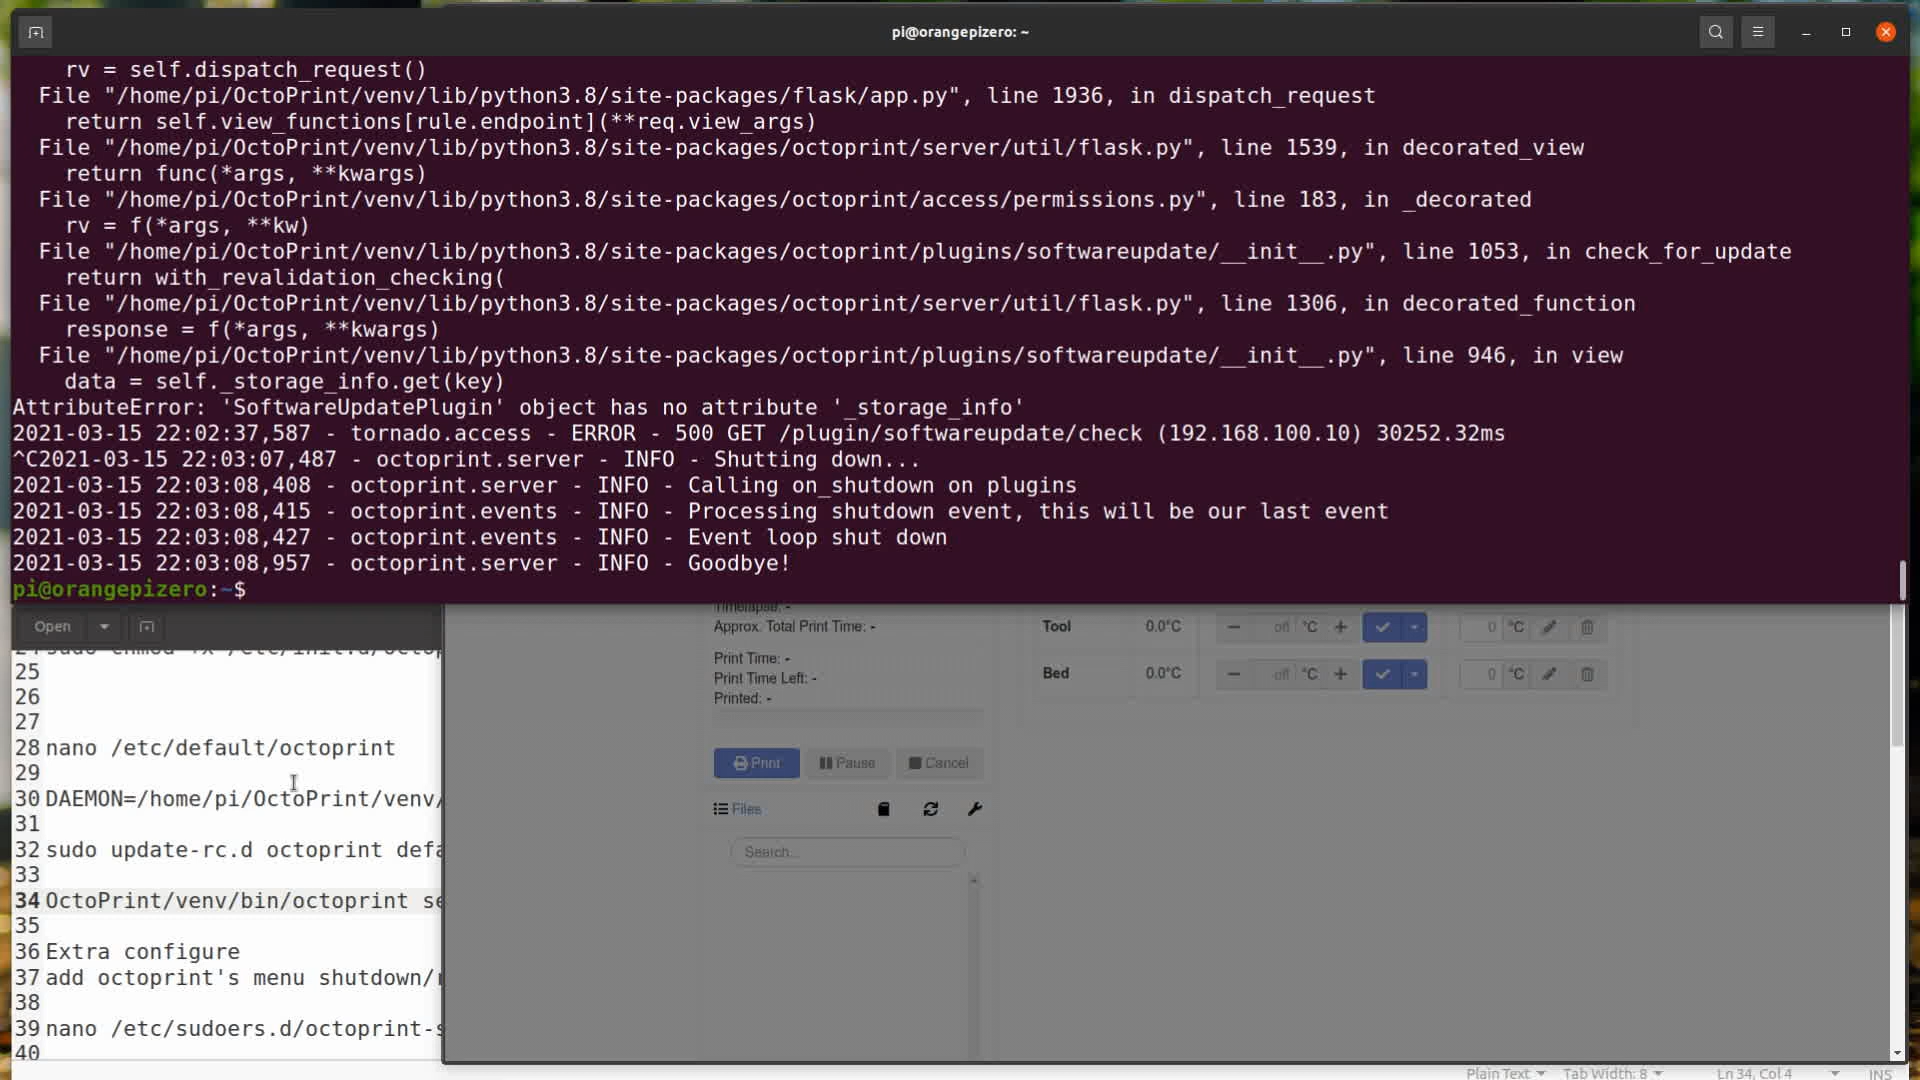 pi@orangepizero: ~
rv = self.dispatch_request()
File "/home/pi/OctoPrint/venv/lib/python3.8/site-packages/flask/app.py", line 1936, in dispatch_request
return self.view_functions[rule.endpoint](**req.view_args)
File "/home/pi/OctoPrint/venv/lib/python3.8/site-packages/octoprint/server/util/flask.py", line 1539, in decorated_view
return func(*args, **kwargs)
File "/home/pi/OctoPrint/venv/lib/python3.8/site-packages/octoprint/access/permissions.py", line 183, in _decorated
rv = f(*args, **kw)
File "/home/pi/OctoPrint/venv/lib/python3.8/site-packages/octoprint/plugins/softwareupdate/__init__.py", line 1053, in check_for_update
return with_revalidation_checking(
File "/home/pi/OctoPrint/venv/lib/python3.8/site-packages/octoprint/server/util/flask.py", line 1306, in decorated_function
response = f(*args, **kwargs)
File "/home/pi/OctoPrint/venv/lib/python3.8/site-packages/octoprint/plugins/softwareupdate/__init__.py", line 946, in view
data = self._storage_info.get(key)
AttributeError: 'SoftwareUpdatePlugin' object has no attribute '_storage_info'
2021-03-15 22:02:37,587 - tornado.access - ERROR - 500 GET /plugin/softwareupdate/check (192.168.100.10) 30252.32ms
^C2021-03-15 22:03:07,487 - octoprint.server - INFO - Shutting down...
2021-03-15 22:03:08,408 - octoprint.server - INFO - Calling on_shutdown on plugins
2021-03-15 22:03:08,415 - octoprint.events - INFO - Processing shutdown event, this will be our last event
2021-03-15 22:03:08,427 - octoprint.events - INFO - Event loop shut down
2021-03-15 22:03:08,957 - octoprint.server - INFO - Goodbye!
pi@orangepizero:~$
Open
24 sudo chmod +x /etc/init.d/octop
25
26
27
28 nano /etc/default/octoprint
29
30 DAEMON=/home/pi/OctoPrint/venv/
31
32 sudo update-rc.d octoprint defa
33
34 OctoPrint/venv/bin/octoprint se
35
36 Extra configure
37 add octoprint's menu shutdown/r
38
39 nano /etc/sudoers.d/octoprint-s
40
Timelapse: -
Approx. Total Print Time: -
Print Time: -
Print Time Left: -
Printed: -
Print Pause Cancel
Files
Search...
Tool 0.0°C off °C 0 °C
Bed 0.0°C off °C 0 °C
Plain Text Tab Width: 8 Ln 34, Col 4 INS